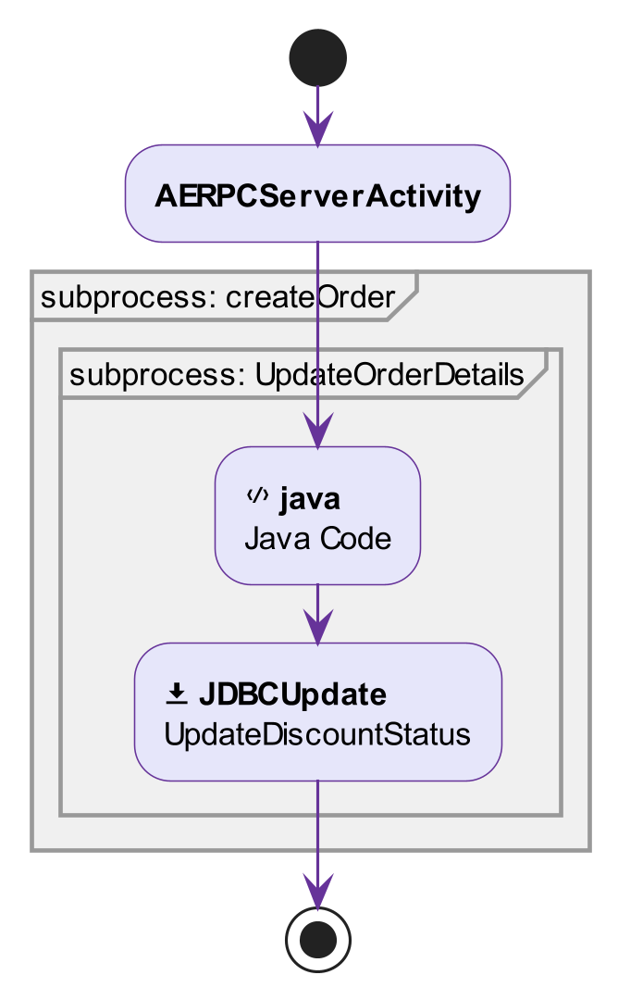 AERPCServerActivity
subprocess: createOrder
subprocess: UpdateOrderDetails
java
Java Code
JDBCUpdate
UpdateDiscountStatus